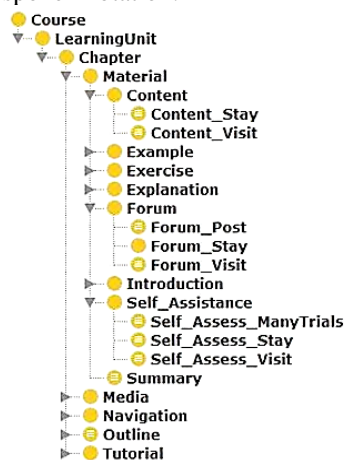 Course
LearningUnit
Chapter
Material
Content
Content_Stay
Content_Visit
Example
Exercise
Explanation
Forum
Forum_Post
Forum_Stay
Forum_Visit
Introduction
Self_Assistance
Self_Assess_ManyTrials
Self_Assess_Stay
Self_Assess_Visit
Summary
Media
Navigation
Outline
Tutorial